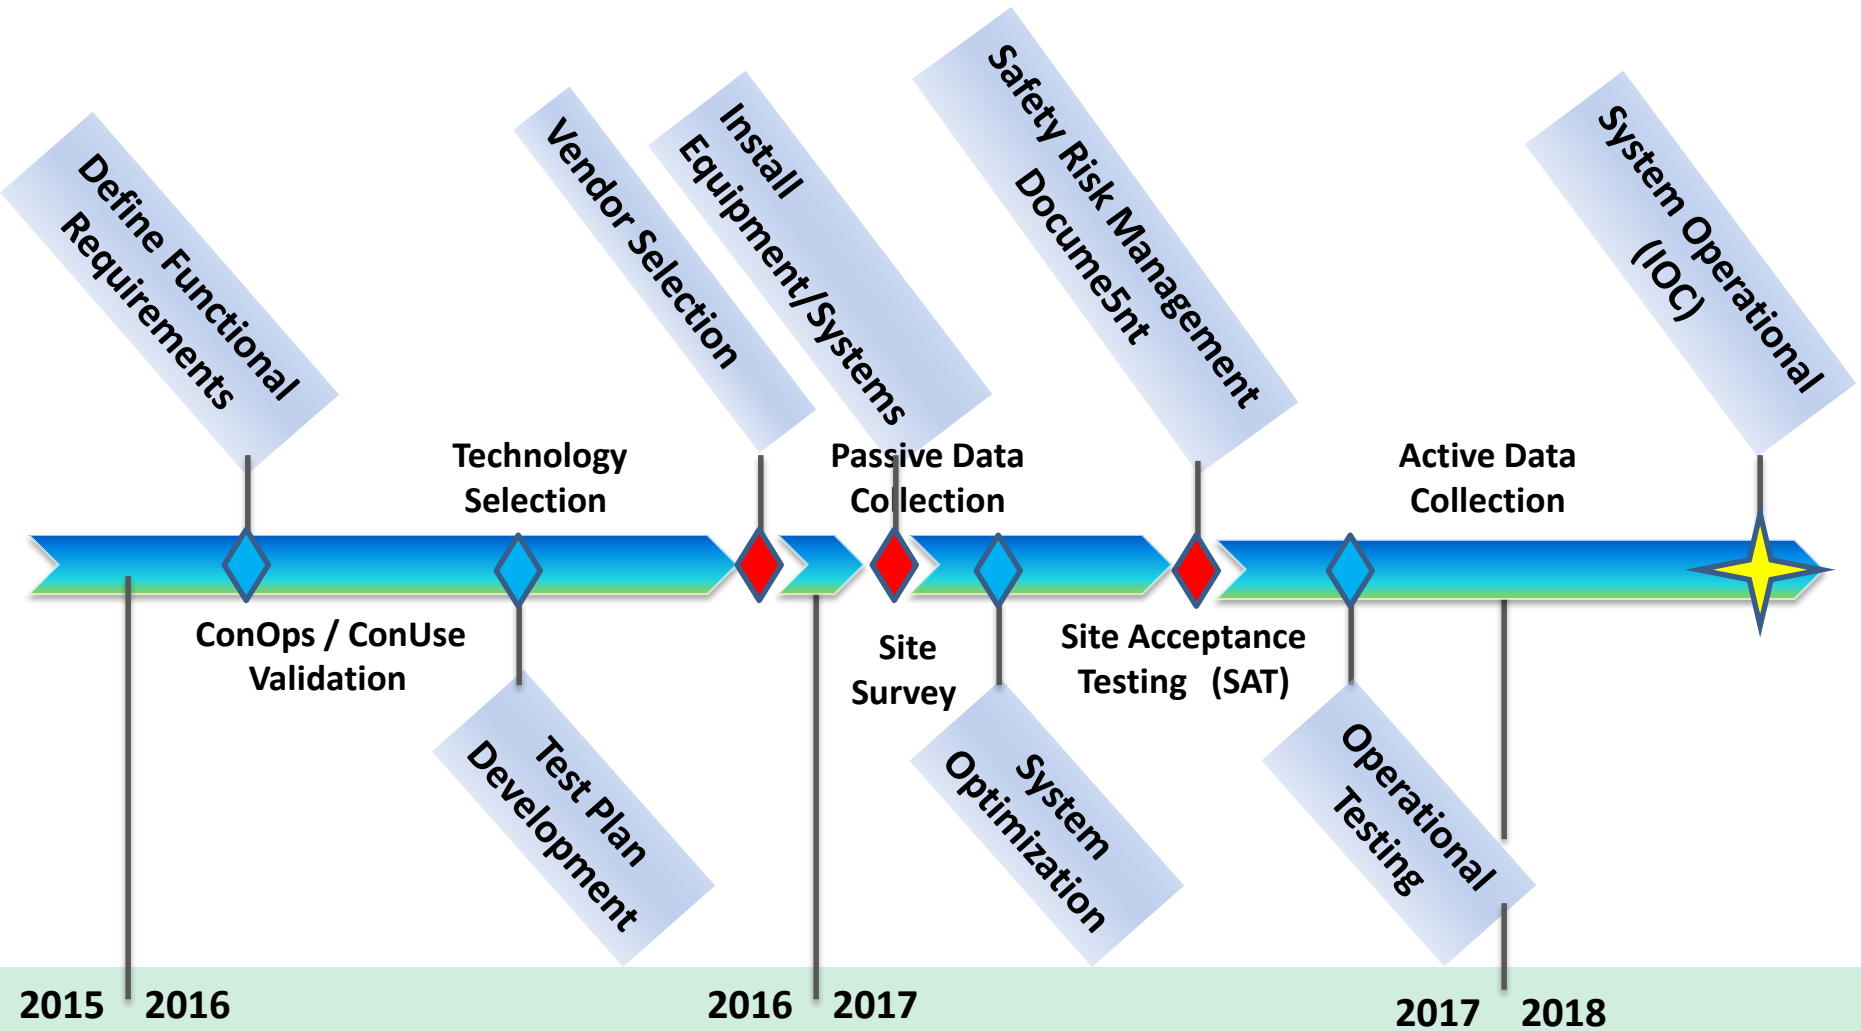 Define Functional
Requirements
Vendor Selection
Install
Equipment/Systems
Safety Risk Management
Docume5nt
System Operational
(IOC)
Technology
Selection
Passive Data
Collection
Active Data
Collection
ConOps / ConUse
Validation
Site
Survey
Site Acceptance
Testing (SAT)
Test Plan
Development
System
Optimization
Operational
Testing
2015 2016
2016 2017
2017 2018